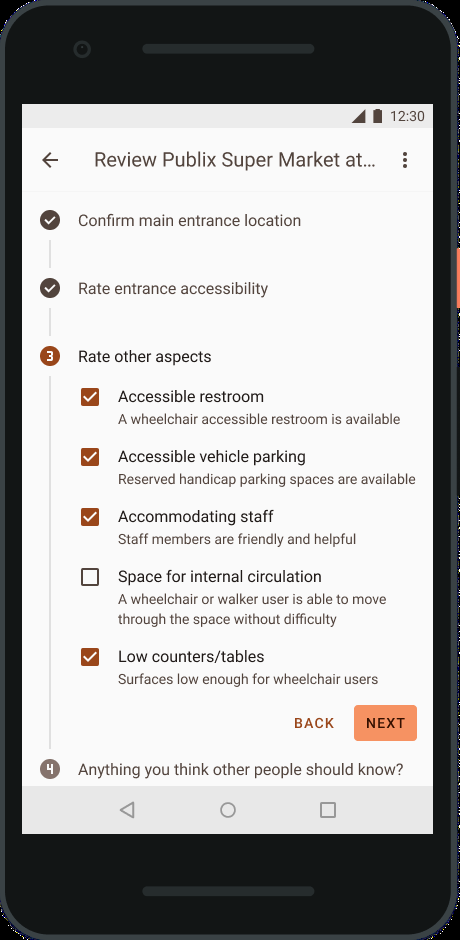 12:30
Review Publix Super Market at...
Confirm main entrance location
Rate entrance accessibility
3 Rate other aspects
Accessible restroom
A wheelchair accessible restroom is available
Accessible vehicle parking
Reserved handicap parking spaces are available
Accommodating staff
Staff members are friendly and helpful
Space for internal circulation
A wheelchair or walker user is able to move
through the space without difficulty
Low counters/tables
Surfaces low enough for wheelchair users
BACK NEXT
4 Anything you think other people should know?